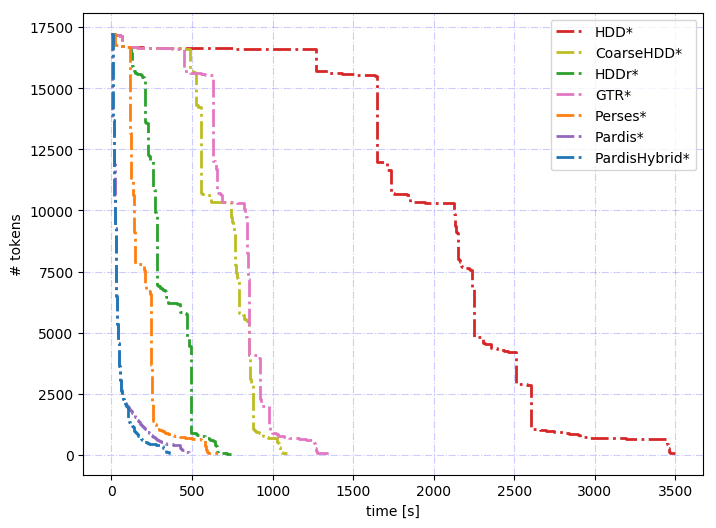 17500
15000
12500
10000
7500
5000
2500
0
# tokens
HDD*
CoarseHDD*
HDDr*
GTR*
Perses*
Pardis*
PardisHybrid*
0 500 1000 1500 2000 2500 3000 3500
time [s]